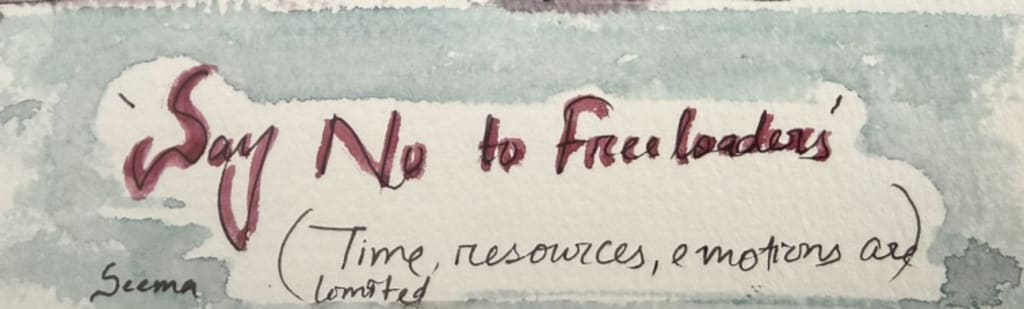 'Say No to Freeloaders'
(Time, resources, emotions are)
limited
Seema